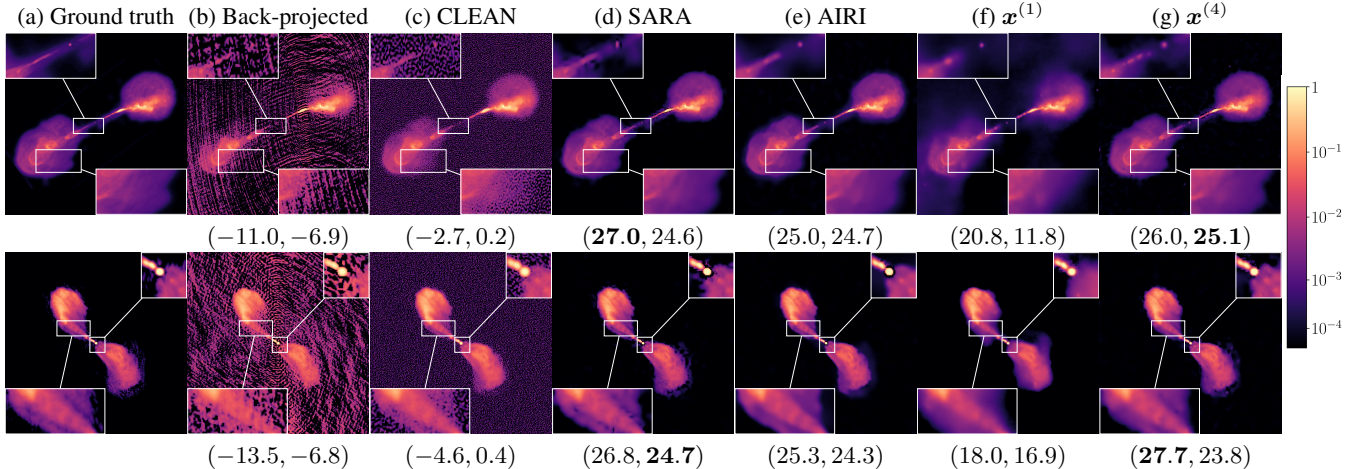 (a) Ground truth (b) Back-projected (c) CLEAN (d) SARA (e) AIRI (f) 𝒙⁽¹⁾ (g) 𝒙⁽⁴⁾
(−11.0, −6.9) (−2.7, 0.2) (27.0, 24.6) (25.0, 24.7) (20.8, 11.8) (26.0, 25.1)
(−13.5, −6.8) (−4.6, 0.4) (26.8, 24.7) (25.3, 24.3) (18.0, 16.9) (27.7, 23.8)
1
10⁻¹
10⁻²
10⁻³
10⁻⁴